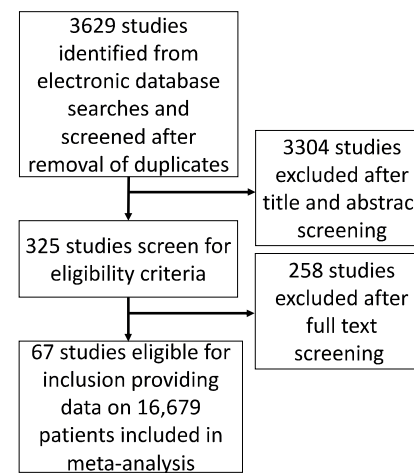 3629 studies
identified from
electronic database
searches and
screened after
removal of duplicates
3304 studies
excluded after
title and abstrac
screening
325 studies screen for
eligibility criteria
258 studies
excluded after
full text
screening
67 studies eligible for
inclusion providing
data on 16,679
patients included in
meta-analysis